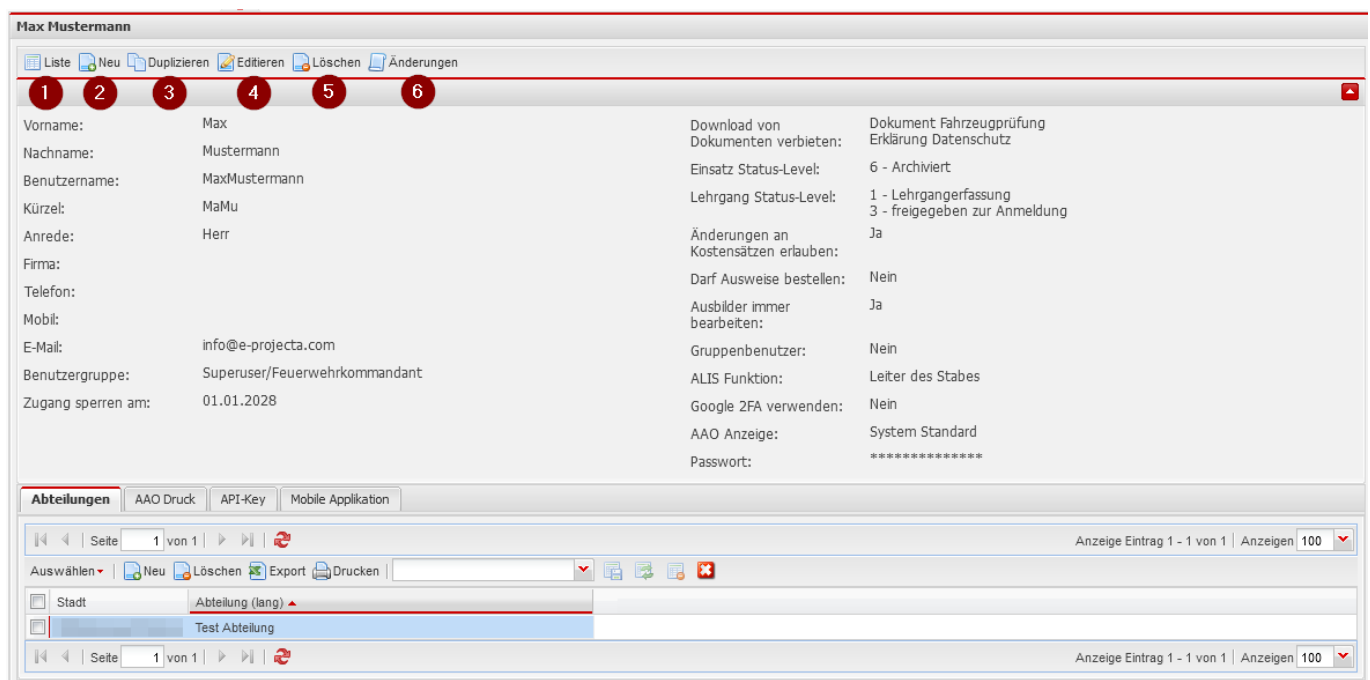 Max Mustermann
Liste Neu Duplizieren Editieren Löschen Änderungen
1 2 3 4 5 6
Vorname: Max
Nachname: Mustermann
Benutzername: MaxMustermann
Kürzel: MaMu
Anrede: Herr
Firma:
Telefon:
Mobil:
E-Mail: info@e-projecta.com
Benutzergruppe: Superuser/Feuerwehrkommandant
Zugang sperren am: 01.01.2028
Download von Dokument Fahrzeugprüfung
Dokumenten verbieten: Erklärung Datenschutz
Einsatz Status-Level: 6 - Archiviert
Lehrgang Status-Level: 1 - Lehrgangerfassung
3 - freigegeben zur Anmeldung
Änderungen an Ja
Kostensätzen erlauben:
Darf Ausweise bestellen: Nein
Ausbilder immer Ja
bearbeiten:
Gruppenbenutzer: Nein
ALIS Funktion: Leiter des Stabes
Google 2FA verwenden: Nein
AAO Anzeige: System Standard
Passwort: **************
Abteilungen AAO Druck API-Key Mobile Applikation
Seite 1 von 1 Anzeige Eintrag 1 - 1 von 1 Anzeigen 100
Auswählen Neu Löschen Export Drucken
Stadt Abteilung (lang)
Test Abteilung
Seite 1 von 1 Anzeige Eintrag 1 - 1 von 1 Anzeigen 100